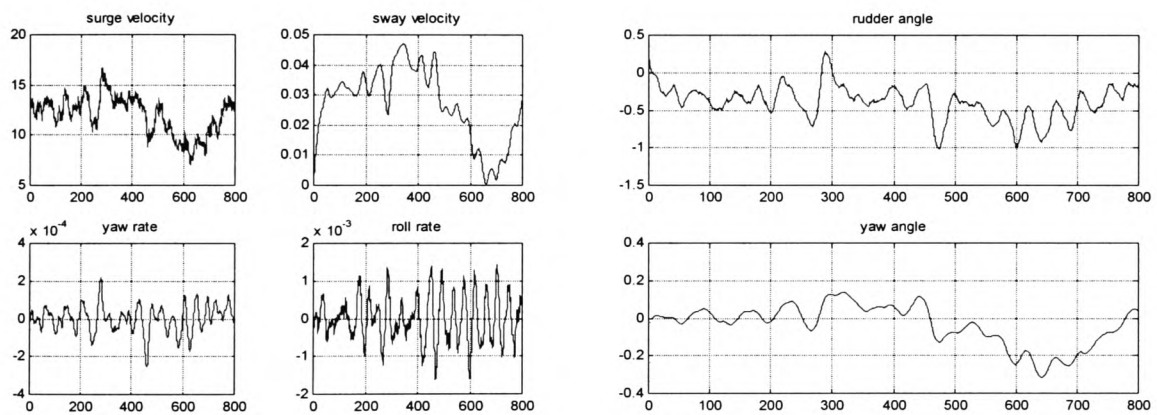 surge velocity
20
15
10
5
0 200 400 600 800
sway velocity
0.05
0.04
0.03
0.02
0.01
0
0 200 400 600 800
rudder angle
0.5
0
-0.5
-1
-1.5
0 100 200 300 400 500 600 700 800
yaw rate
x 10⁻⁴
4
2
0
-2
-4
0 200 400 600 800
roll rate
x 10⁻³
2
1
0
-1
-2
0 200 400 600 800
yaw angle
0.4
0.2
0
-0.2
-0.4
0 100 200 300 400 500 600 700 800